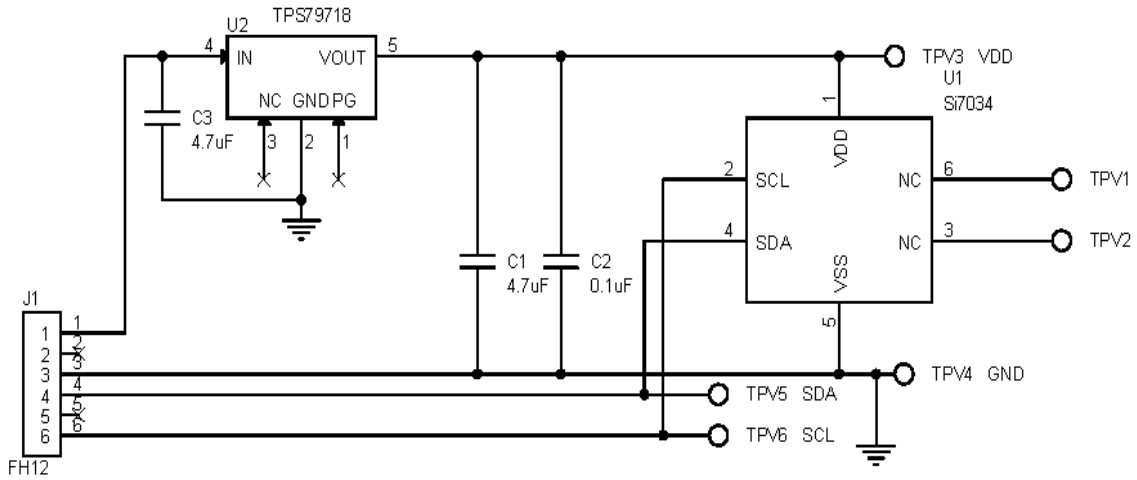 TPS79718
U2
4 IN VOUT 5
NC GND PG
3 2 1
C3
4.7uF
TPV3 VDD
U1
Si7034
1
VDD
2 SCL NC 6 TPV1
4 SDA NC 3 TPV2
VSS
5
C1
4.7uF
C2
0.1uF
J1
1 1
2 2
3 3
4 4
5 5
6 6
FH12
TPV4 GND
TPV5 SDA
TPV6 SCL